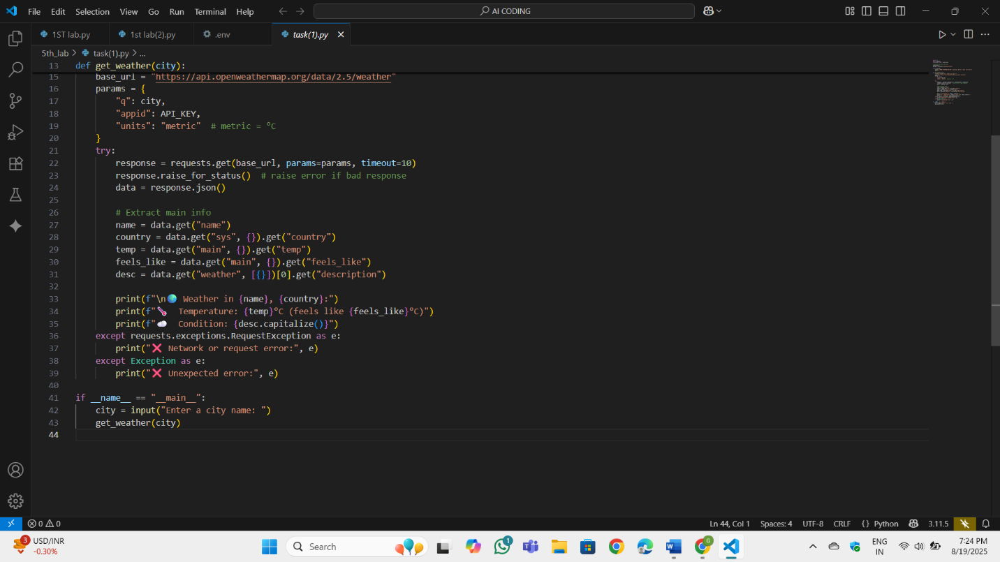 File Edit Selection View Go Run Terminal Help
AI CODING
1ST lab.py
1st lab(2).py
.env
task(1).py
5th_lab > task(1).py > ...
13 def get_weather(city):
15 base_url = "https://api.openweathermap.org/data/2.5/weather"
16 params = {
17 "q": city,
18 "appid": API_KEY,
19 "units": "metric"  # metric = °C
20 }
21 try:
22 response = requests.get(base_url, params=params, timeout=10)
23 response.raise_for_status()  # raise error if bad response
24 data = response.json()
25
26 # Extract main info
27 name = data.get("name")
28 country = data.get("sys", {}).get("country")
29 temp = data.get("main", {}).get("temp")
30 feels_like = data.get("main", {}).get("feels_like")
31 desc = data.get("weather", [{}])[0].get("description")
32
33 print(f"\n🌍 Weather in {name}, {country}:")
34 print(f"🌡️ Temperature: {temp}°C (feels like {feels_like}°C)")
35 print(f"☁️ Condition: {desc.capitalize()}")
36 except requests.exceptions.RequestException as e:
37 print("❌ Network or request error:", e)
38 except Exception as e:
39 print("❌ Unexpected error:", e)
40
41 if __name__ == "__main__":
42 city = input("Enter a city name: ")
43 get_weather(city)
44
0 0
Ln 44, Col 1 Spaces: 4 UTF-8 CRLF {} Python 3.11.5
3
USD/INR
-0.30%
Search
1
G
ENG
IN
7:24 PM
8/19/2025